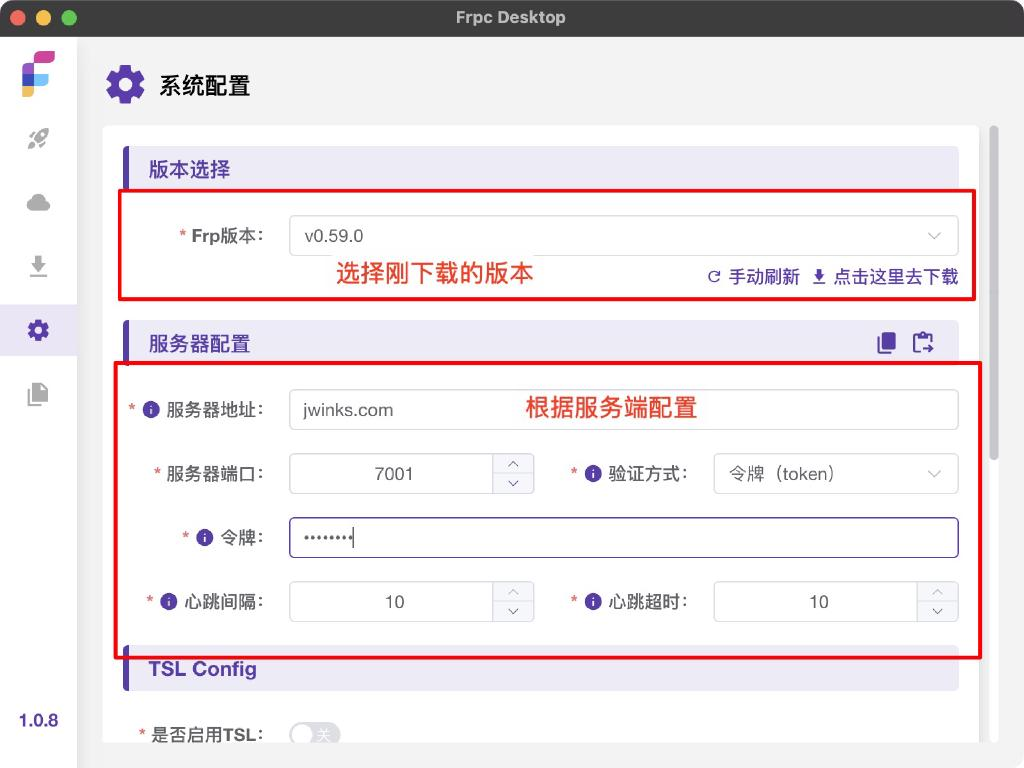 Frpc Desktop
系统配置
版本选择
* Frp版本: v0.59.0
选择刚下载的版本
手动刷新 点击这里去下载
服务器配置
* 服务器地址: jwinks.com 根据服务端配置
* 服务器端口: 7001 * 验证方式: 令牌（token）
* 令牌: ••••••••
* 心跳间隔: 10 * 心跳超时: 10
TSL Config
* 是否启用TSL: 关
1.0.8